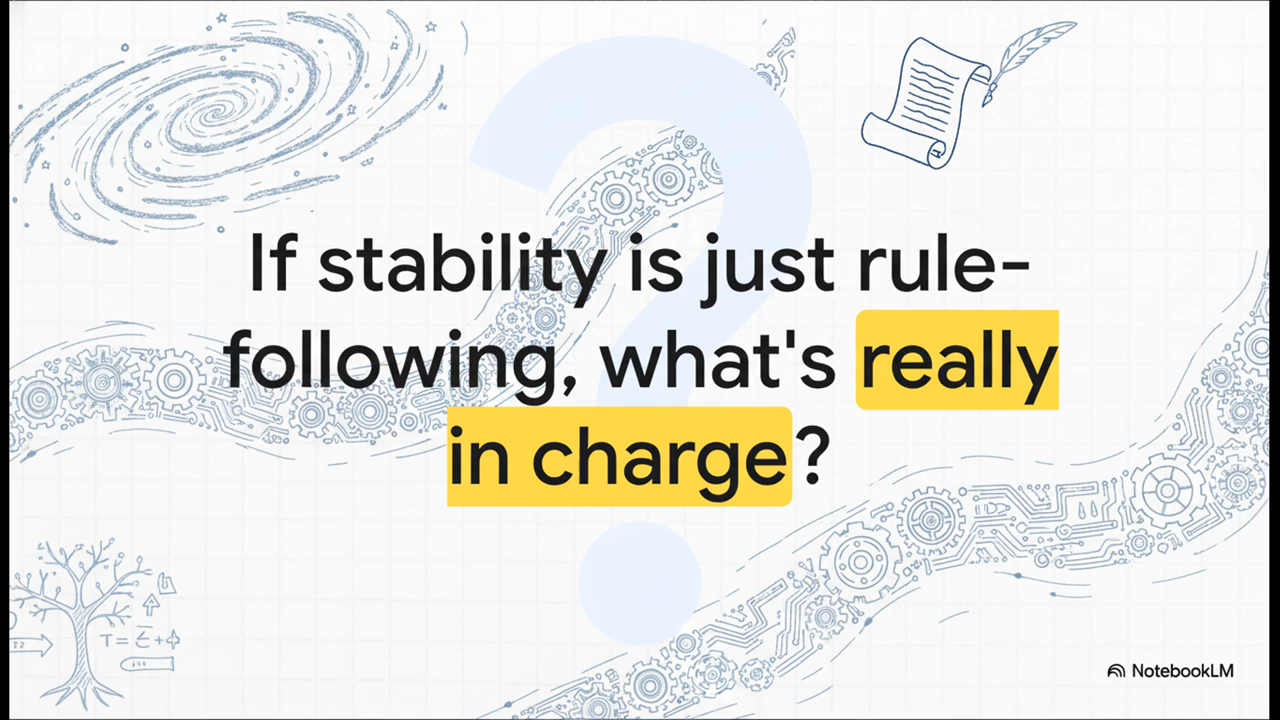 If stability is just rule-
following, what's really
in charge?
NotebookLM